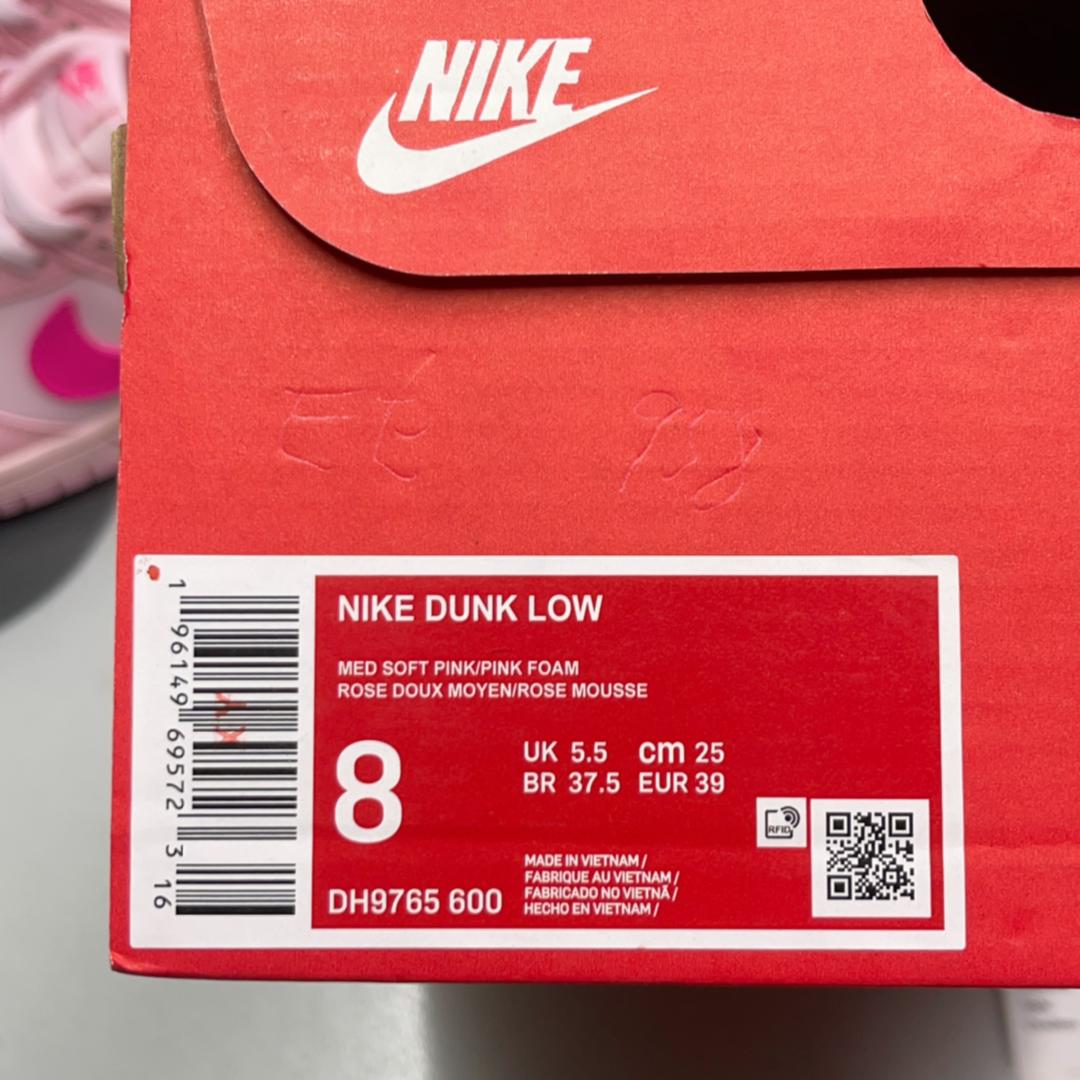 NIKE
NIKE DUNK LOW
MED SOFT PINK/PINK FOAM
ROSE DOUX MOYEN/ROSE MOUSSE
8
UK 5.5 cm 25
BR 37.5 EUR 39
RFID
DH9765 600
MADE IN VIETNAM /
FABRIQUE AU VIETNAM /
FABRICADO NO VIETNÃ /
HECHO EN VIETNAM /
1 96149 69572 3 16
KY